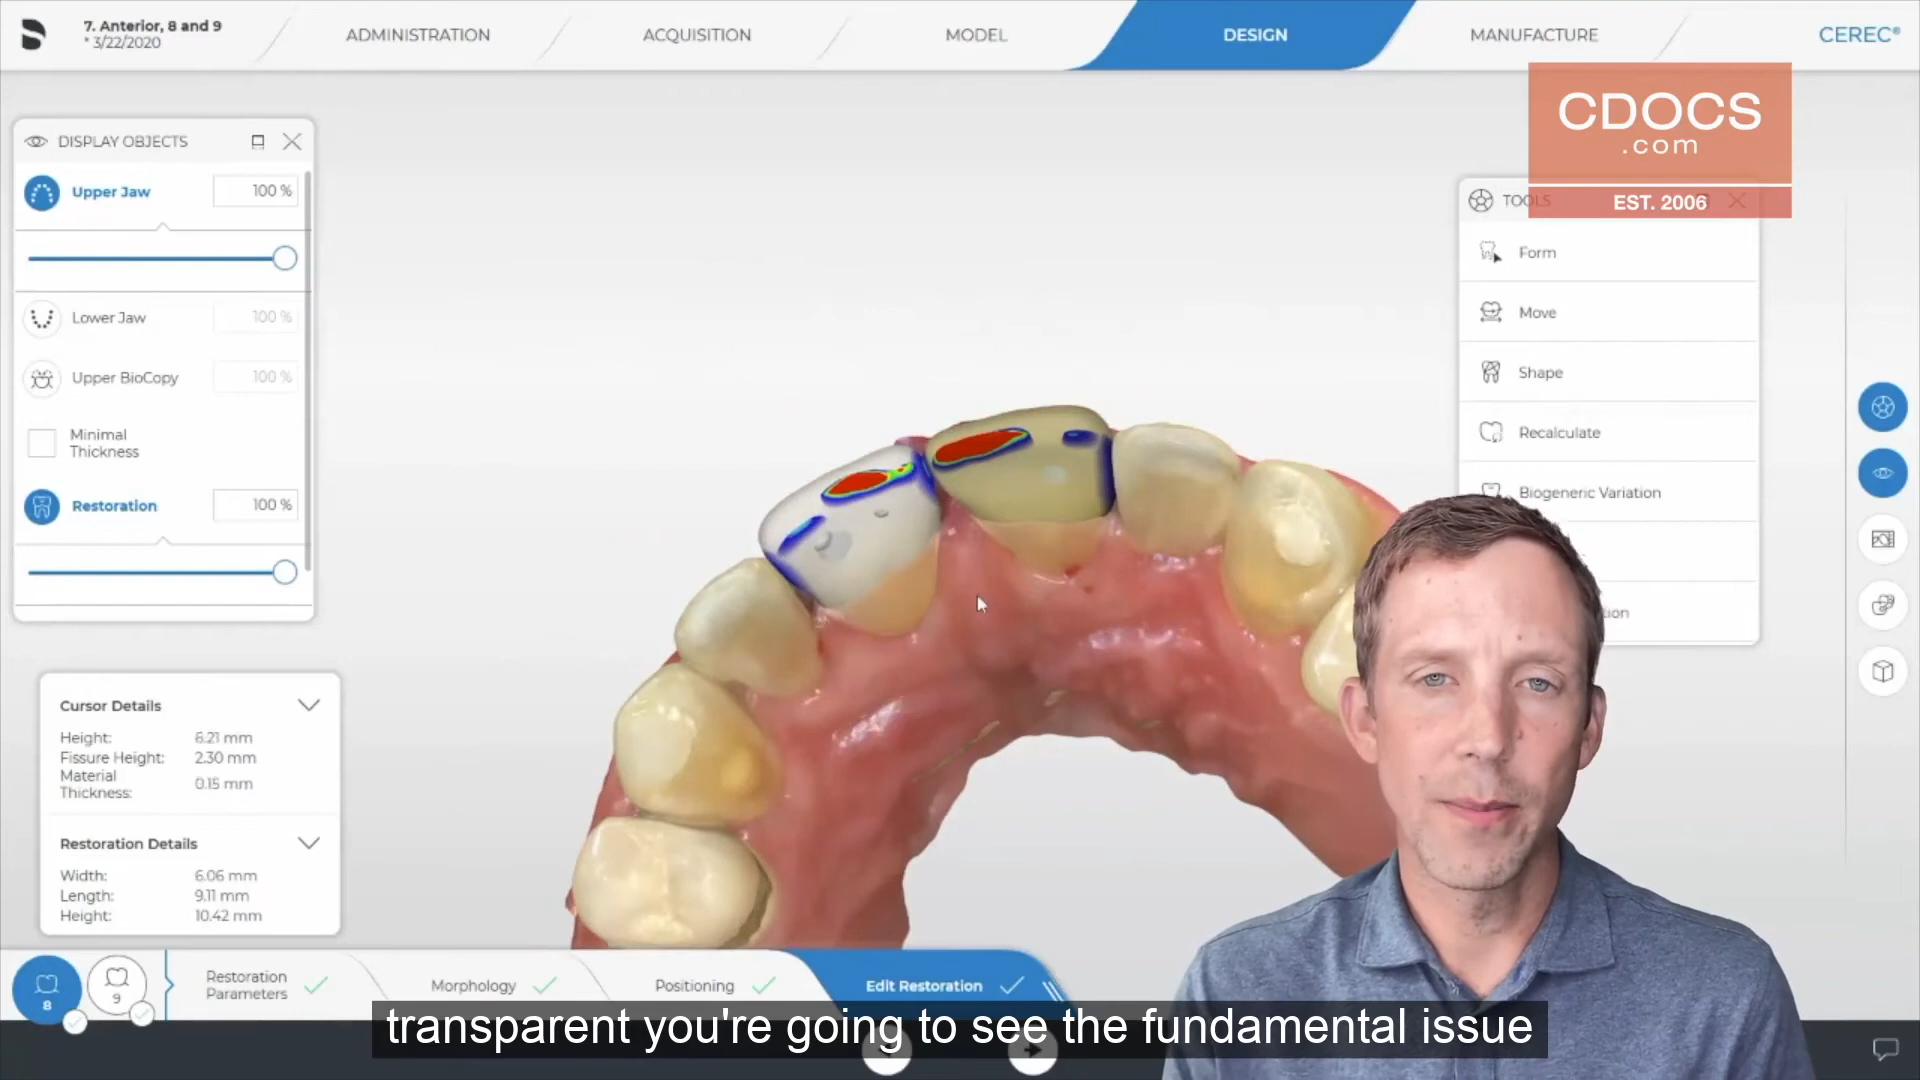 7. Anterior, 8 and 9
* 3/22/2020
ADMINISTRATION
ACQUISITION
MODEL
DESIGN
MANUFACTURE
CEREC®
CDOCS
.com
EST. 2006
DISPLAY OBJECTS
Upper Jaw
100 %
Lower Jaw
100 %
Upper BioCopy
100 %
Minimal
Thickness
Restoration
100 %
TOOLS
Form
Move
Shape
Recalculate
Biogeneric Variation
Cursor Details
Height: 6.21 mm
Fissure Height: 2.30 mm
Material
Thickness: 0.15 mm
Restoration Details
Width: 6.06 mm
Length: 9.11 mm
Height: 10.42 mm
8
9
Restoration
Parameters
Morphology
Positioning
Edit Restoration
transparent you're going to see the fundamental issue